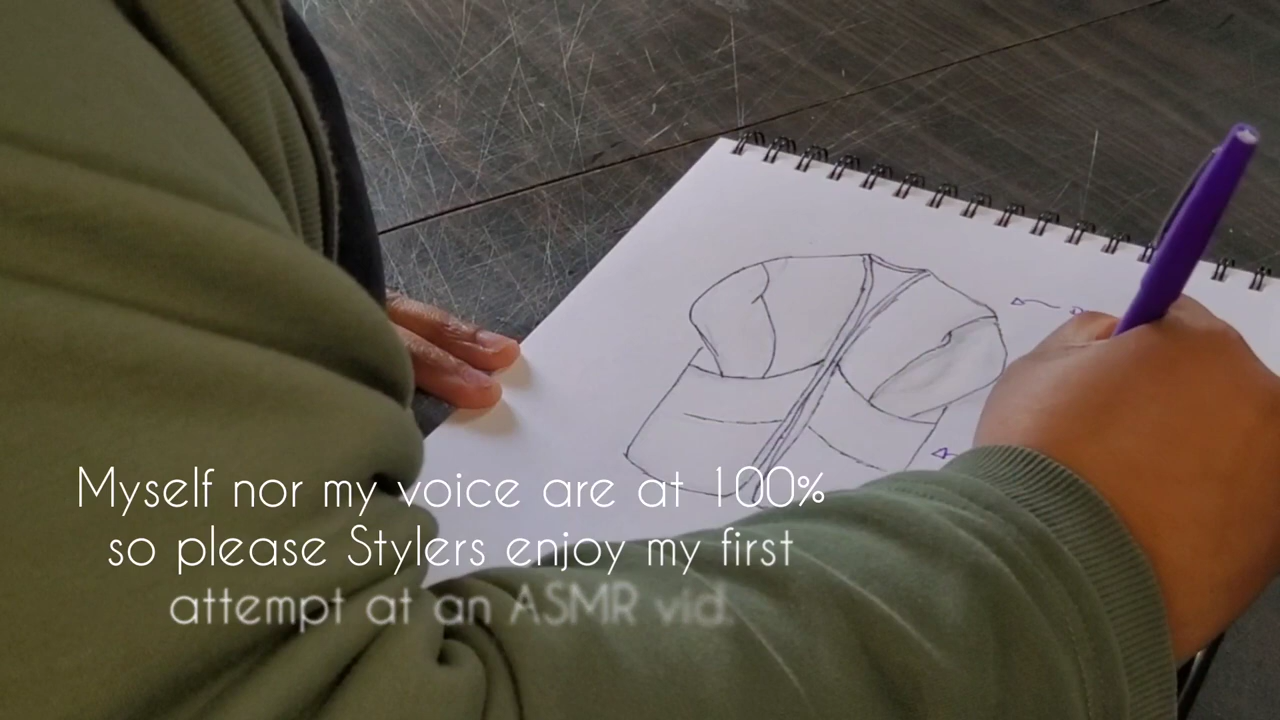 Myself nor my voice are at 100%
so please Stylers enjoy my first
attempt at an ASMR vid.